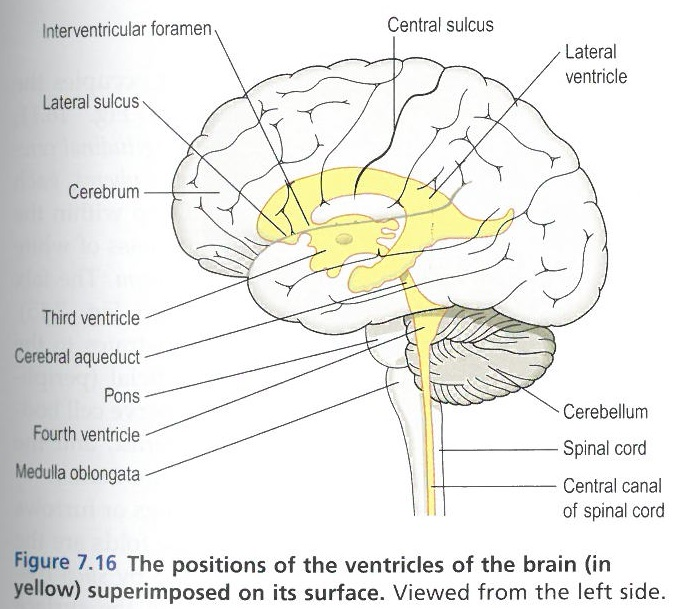 Interventricular foramen
Central sulcus
Lateral
ventricle
Lateral sulcus
Cerebrum
Third ventricle
Cerebral aqueduct
Pons
Fourth ventricle
Medulla oblongata
Cerebellum
Spinal cord
Central canal
of spinal cord
Figure 7.16 The positions of the ventricles of the brain (in
yellow) superimposed on its surface. Viewed from the left side.